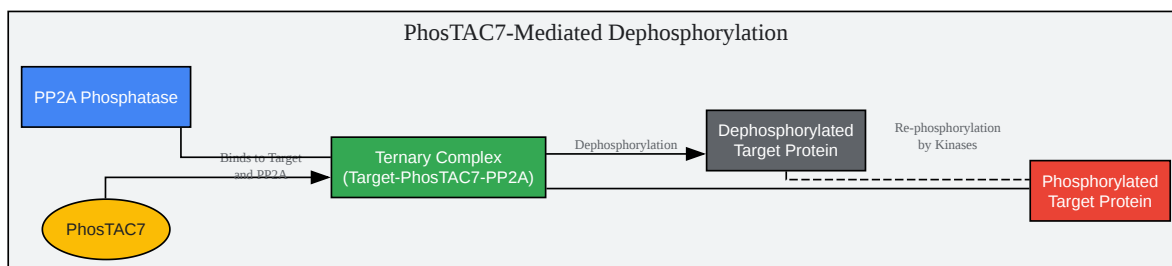 PhosTAC7-Mediated Dephosphorylation
PP2A Phosphatase
Binds to Target
and PP2A
PhosTAC7
Ternary Complex
(Target-PhosTAC7-PP2A)
Dephosphorylation
Dephosphorylated
Target Protein
Re-phosphorylation
by Kinases
Phosphorylated
Target Protein